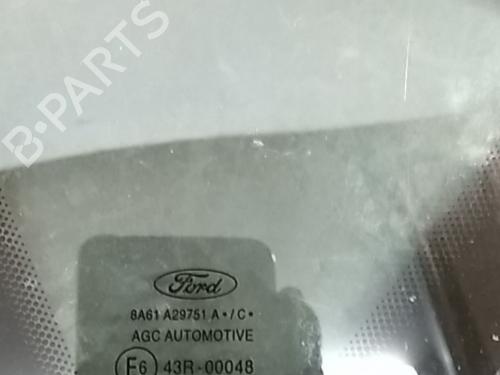 B-PARTS
Ford
8A61 A29751 A • /C •
AGC AUTOMOTIVE
E6 43R-00048